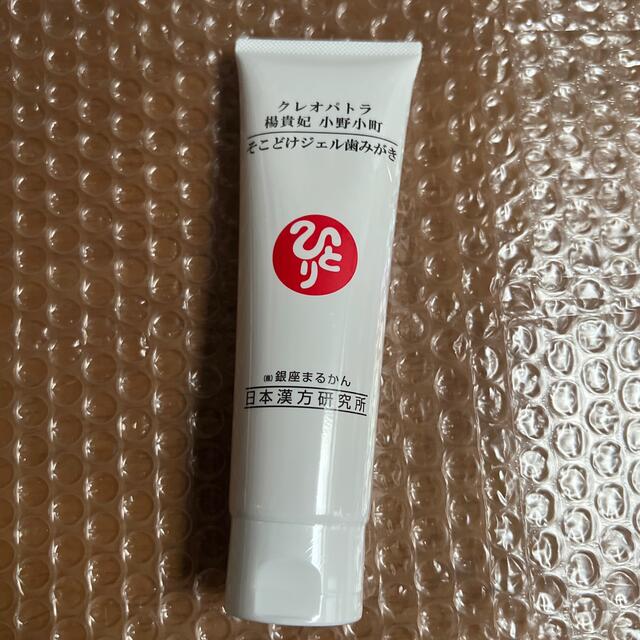 クレオパトラ
楊貴妃 小野小町
そこどけジェル歯みがき
ひとり
㈱銀座まるかん
日本漢方研究所